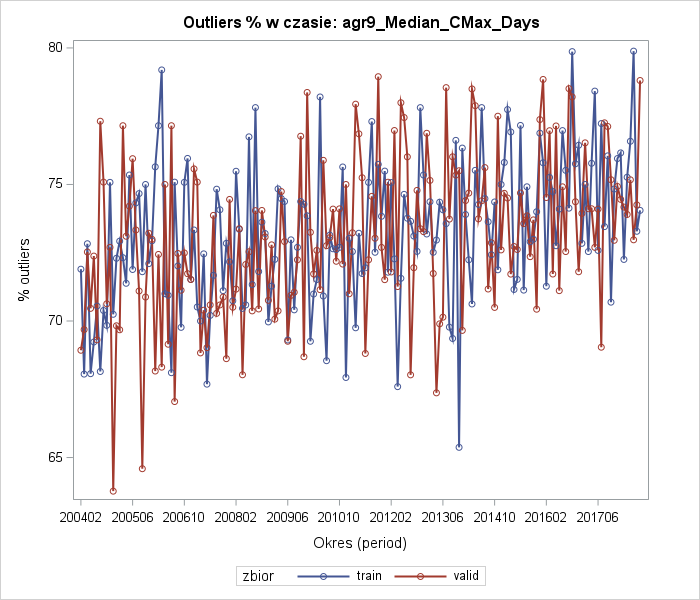 Outliers % w czasie: agr9_Median_CMax_Days
80
75
70
65
% outliers
200402 200506 200610 200802 200906 201010 201202 201306 201410 201602 201706
Okres (period)
zbior train valid